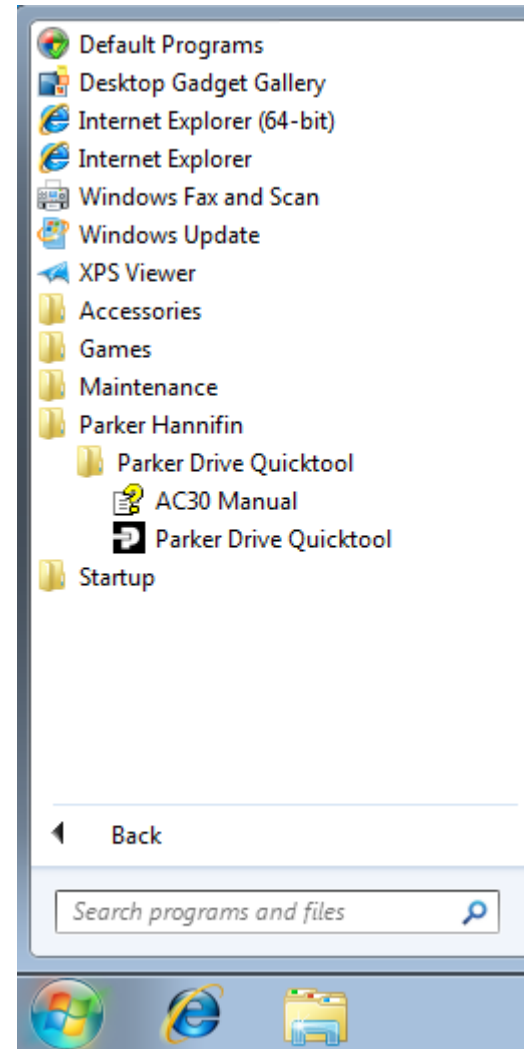 Default Programs
Desktop Gadget Gallery
Internet Explorer (64-bit)
Internet Explorer
Windows Fax and Scan
Windows Update
XPS Viewer
Accessories
Games
Maintenance
Parker Hannifin
Parker Drive Quicktool
AC30 Manual
Parker Drive Quicktool
Startup
Back
Search programs and files